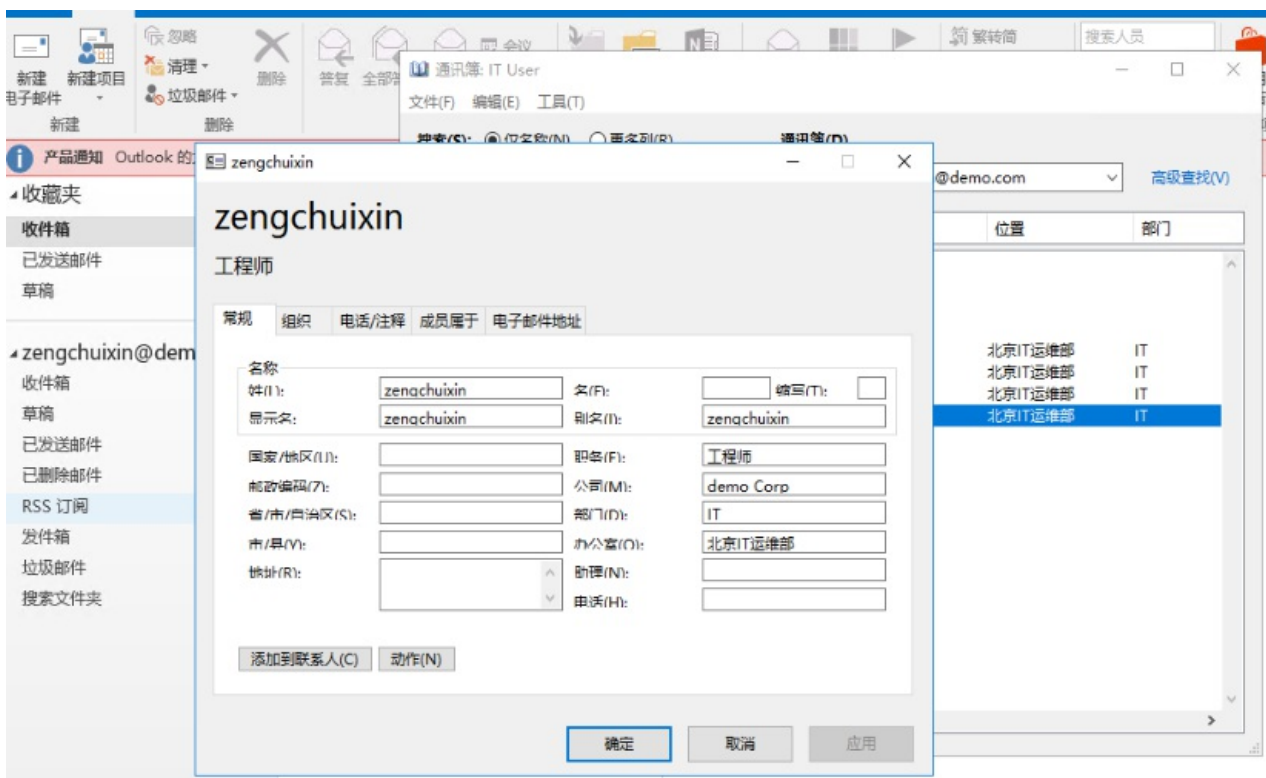 新建
电子邮件
新建项目
新建
忽略
清理
垃圾邮件
删除
删除
答复
全部答
会议
简 繁转简
搜索人员
产品通知 Outlook 的
收藏夹
收件箱
已发送邮件
草稿
zengchuixin@dem
收件箱
草稿
已发送邮件
已删除邮件
RSS 订阅
发件箱
垃圾邮件
搜索文件夹
通讯簿: IT User
文件(F) 编辑(E) 工具(T)
搜索(S): 仅名称(N) 更多列(R) 通讯簿(D)
@demo.com 高级查找(V)
位置 部门
北京IT运维部 IT
北京IT运维部 IT
北京IT运维部 IT
北京IT运维部 IT
zengchuixin
zengchuixin
工程师
常规 组织 电话/注释 成员属于 电子邮件地址
名称
姓(L): zengchuixin 名(F): 缩写(T):
显示名: zengchuixin 别名(I): zengchuixin
国家/地区(U): 职务(E): 工程师
邮政编码(Z): 公司(M): demo Corp
省/市/自治区(S): 部门(D): IT
市/县(Y): 办公室(O): 北京IT运维部
地址(R): 助理(N):
电话(H):
添加到联系人(C) 动作(N)
确定 取消 应用